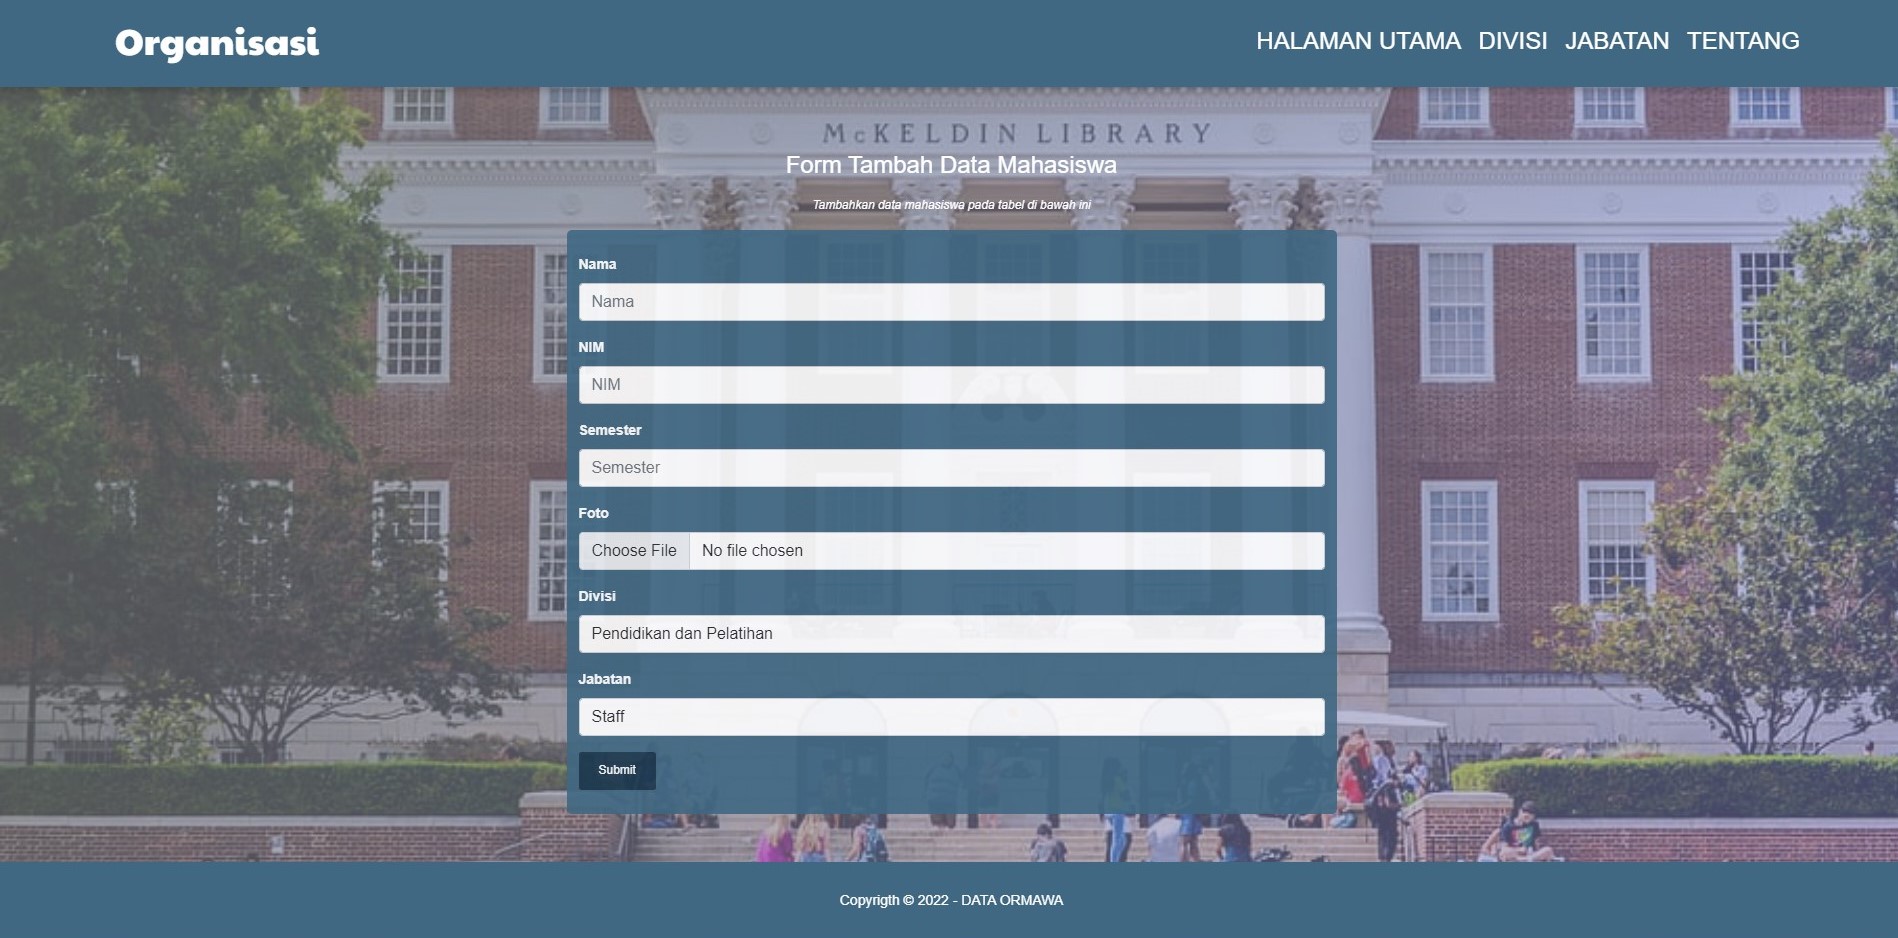 Organisasi
HALAMAN UTAMA DIVISI JABATAN TENTANG
McKELDIN LIBRARY
Form Tambah Data Mahasiswa
Tambahkan data mahasiswa pada tabel di bawah ini
Nama
Nama
NIM
NIM
Semester
Semester
Foto
Choose File No file chosen
Divisi
Pendidikan dan Pelatihan
Jabatan
Staff
Submit
Copyrigth © 2022 - DATA ORMAWA